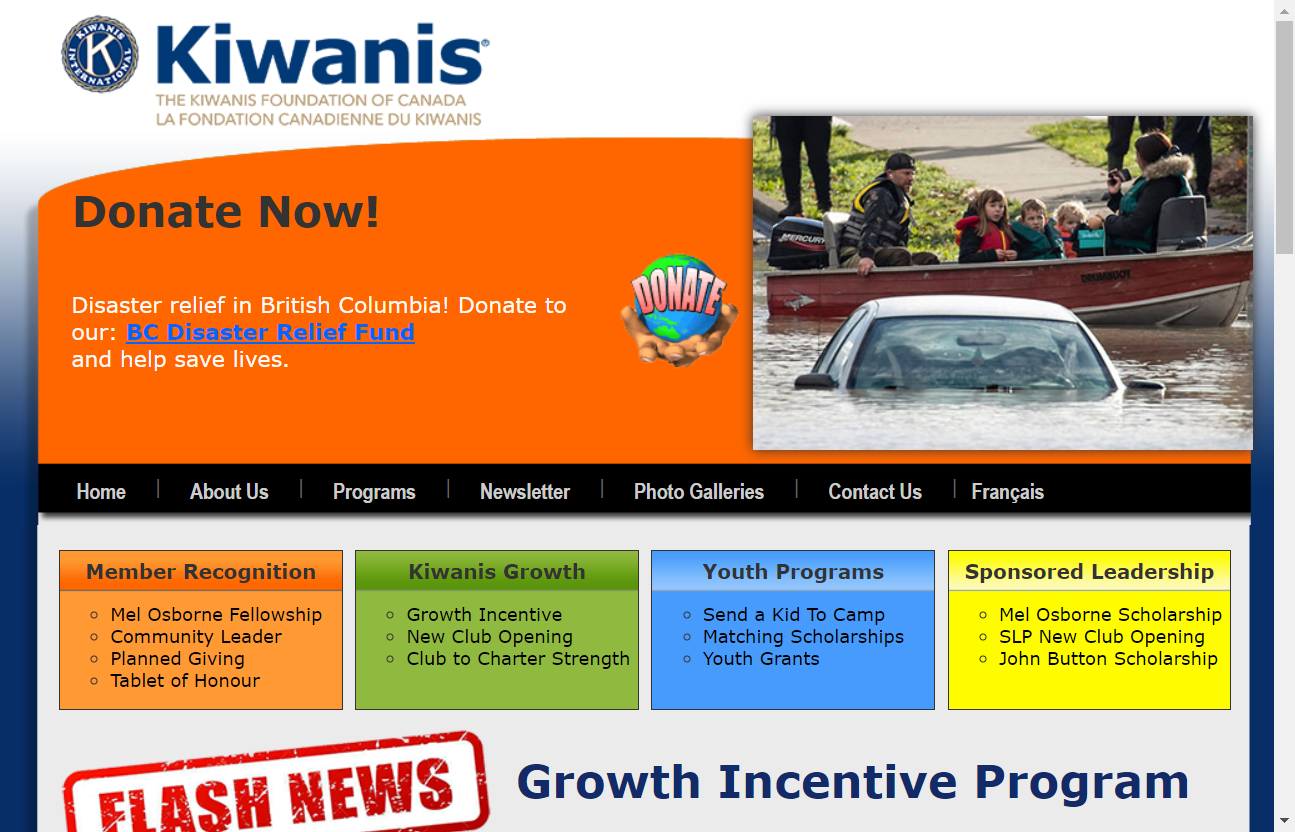 KIWANIS INTERNATIONAL
K
Kiwanis®
THE KIWANIS FOUNDATION OF CANADA
LA FONDATION CANADIENNE DU KIWANIS
Donate Now!
Disaster relief in British Columbia! Donate to
our: BC Disaster Relief Fund
and help save lives.
DONATE
MERCURY
Home | About Us | Programs | Newsletter | Photo Galleries | Contact Us | Français
Member Recognition
Mel Osborne Fellowship
Community Leader
Planned Giving
Tablet of Honour
Kiwanis Growth
Growth Incentive
New Club Opening
Club to Charter Strength
Youth Programs
Send a Kid To Camp
Matching Scholarships
Youth Grants
Sponsored Leadership
Mel Osborne Scholarship
SLP New Club Opening
John Button Scholarship
FLASH NEWS
Growth Incentive Program